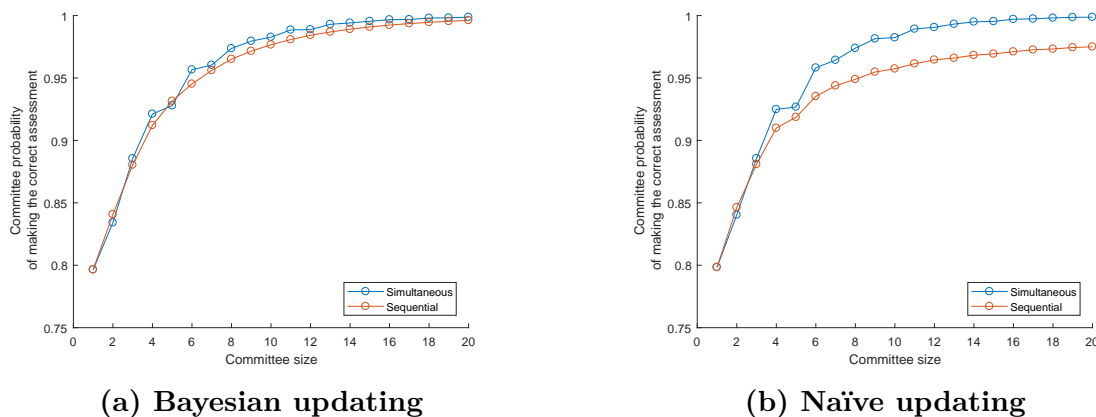 1
0.95
0.9
0.85
0.8
0.75
Committee probability
of making the correct assessment
0 2 4 6 8 10 12 14 16 18 20
Committee size
Simultaneous
Sequential
(a) Bayesian updating
1
0.95
0.9
0.85
0.8
0.75
Committee probability
of making the correct assessment
0 2 4 6 8 10 12 14 16 18 20
Committee size
Simultaneous
Sequential
(b) Naïve updating